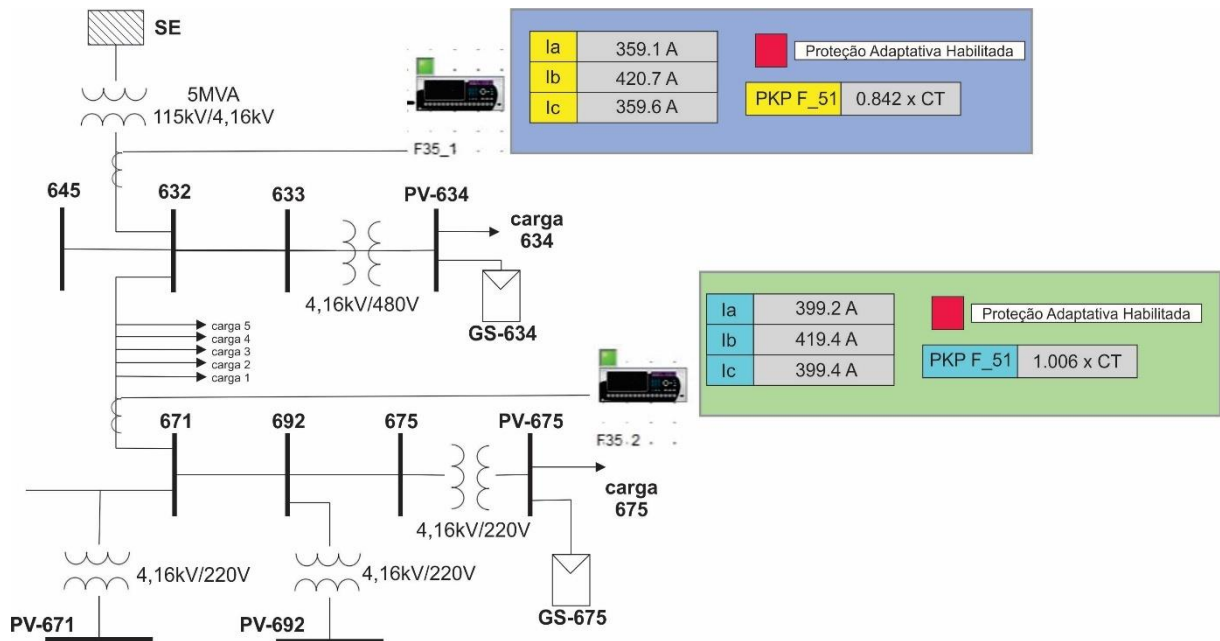 SE
5MVA
115kV/4,16kV
F35_1
Ia 359.1 A
Ib 420.7 A
Ic 359.6 A
Proteção Adaptativa Habilitada
PKP F_51 0.842 x CT
645
632
633
PV-634
carga
634
4,16kV/480V
GS-634
carga 5
carga 4
carga 3
carga 2
carga 1
F35_2
Ia 399.2 A
Ib 419.4 A
Ic 399.4 A
Proteção Adaptativa Habilitada
PKP F_51 1.006 x CT
671
692
675
PV-675
carga
675
4,16kV/220V
GS-675
4,16kV/220V
4,16kV/220V
PV-671
PV-692